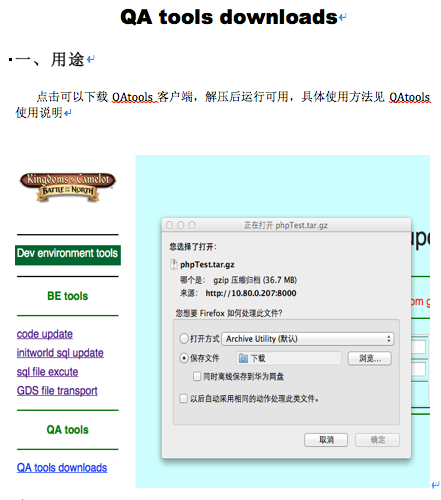 QA tools downloads
一、用途
点击可以下载 QAtools 客户端，解压后运行可用，具体使用方法见 QAtools
使用说明
Kingdoms of Camelot
BATTLE FOR THE NORTH
Dev environment tools
BE tools
code update
initworld sql update
sql file excute
GDS file transport
QA tools
QA tools downloads
正在打开 phpTest.tar.gz
您选择了打开:
phpTest.tar.gz
哪个是: gzip 压缩归档 (36.7 MB)
来源: http://10.80.0.207:8000
您想要 Firefox 如何处理此文件?
打开方式 Archive Utility (默认)
保存文件 下载 浏览...
同时离线保存到华为网盘
以后自动采用相同的动作处理此类文件。
取消 确定